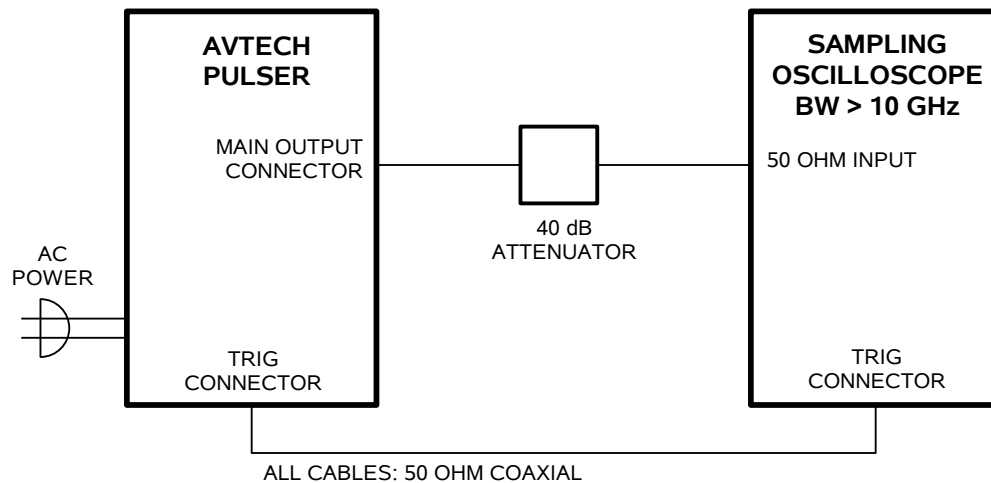 AVTECH
PULSER
MAIN OUTPUT
CONNECTOR
AC
POWER
TRIG
CONNECTOR
40 dB
ATTENUATOR
SAMPLING
OSCILLOSCOPE
BW > 10 GHz
50 OHM INPUT
TRIG
CONNECTOR
ALL CABLES: 50 OHM COAXIAL